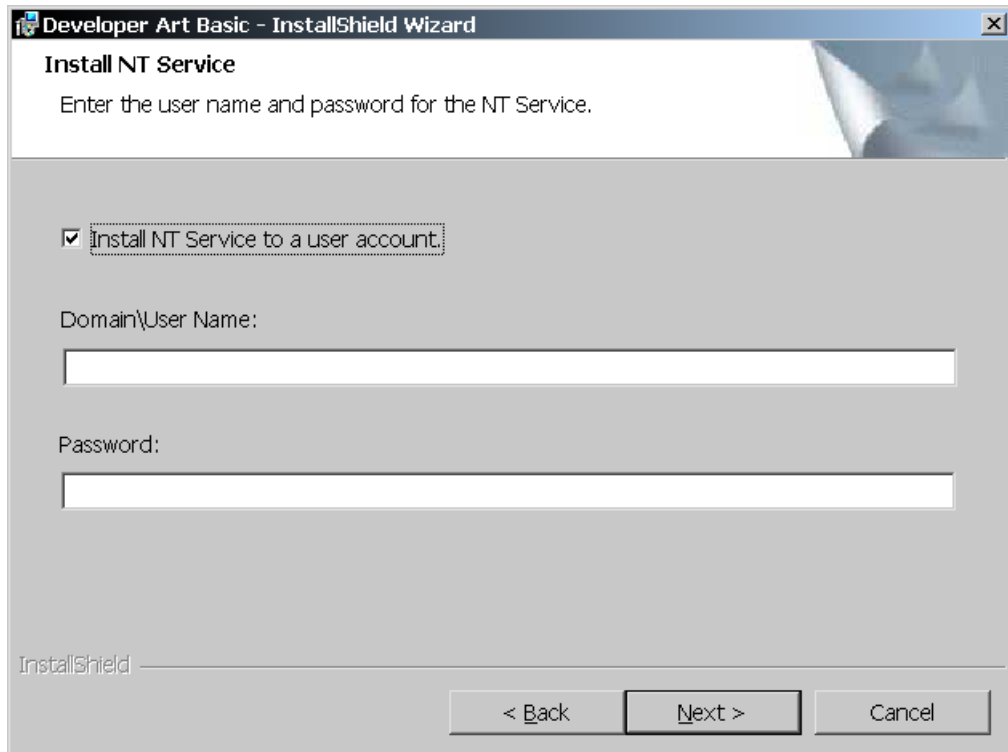 Developer Art Basic - InstallShield Wizard
Install NT Service
Enter the user name and password for the NT Service.
Install NT Service to a user account.
Domain\User Name:
Password:
InstallShield
< Back
Next >
Cancel